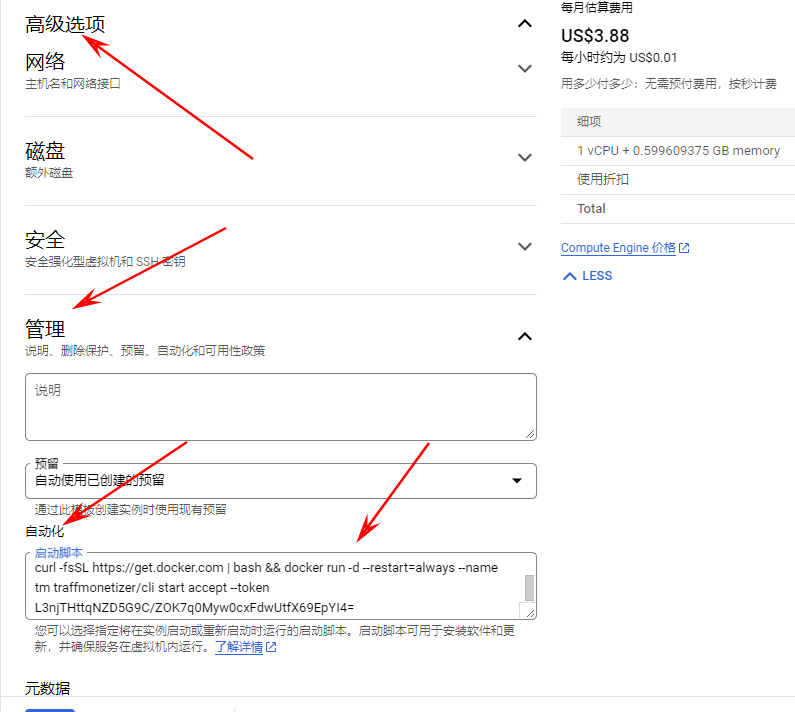 高级选项
网络
主机名和网络接口
磁盘
额外磁盘
安全
安全强化型虚拟机和 SSH 密钥
管理
说明、删除保护、预留、自动化和可用性政策
说明
预留
自动使用已创建的预留
通过此模板创建实例时使用现有预留
自动化
启动脚本
curl -fsSL https://get.docker.com | bash && docker run -d --restart=always --name
tm traffmonetizer/cli start accept --token
L3njTHttqNZD5G9C/ZOK7q0Myw0cxFdwUtfX69EpYI4=
您可以选择指定将在实例启动或重新启动时运行的启动脚本。启动脚本可用于安装软件和更
新，并确保服务在虚拟机内运行。了解详情
元数据
每月估算费用
US$3.88
每小时约为 US$0.01
用多少付多少：无需预付费用，按秒计费
细项
1 vCPU + 0.599609375 GB memory
使用折扣
Total
Compute Engine 价格
LESS